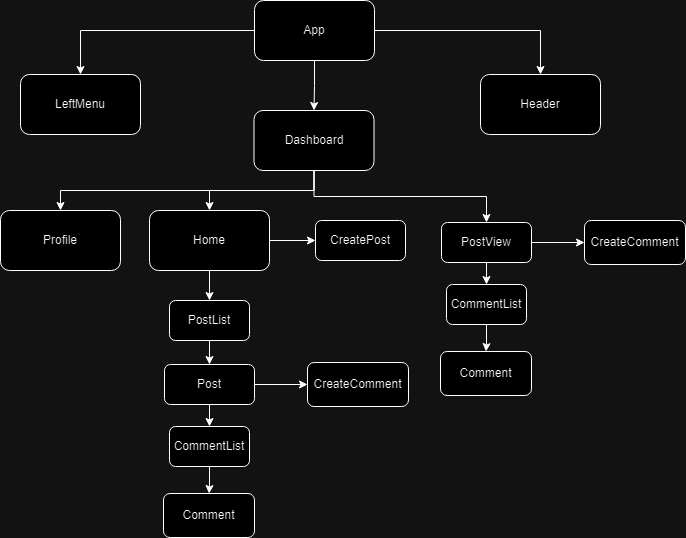 App
LeftMenu
Header
Dashboard
Profile
Home
CreatePost
PostView
CreateComment
CommentList
PostList
Comment
Post
CreateComment
CommentList
Comment